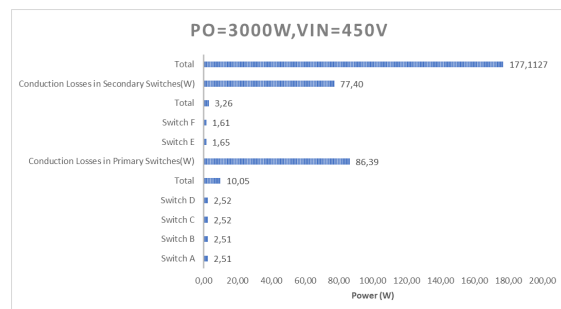 PO=3000W,VIN=450V
Total 177,1127
Conduction Losses in Secondary Switches(W) 77,40
Total 3,26
Switch F 1,61
Switch E 1,65
Conduction Losses in Primary Switches(W) 86,39
Total 10,05
Switch D 2,52
Switch C 2,52
Switch B 2,51
Switch A 2,51
0,00 20,00 40,00 60,00 80,00 100,00 120,00 140,00 160,00 180,00 200,00
Power (W)